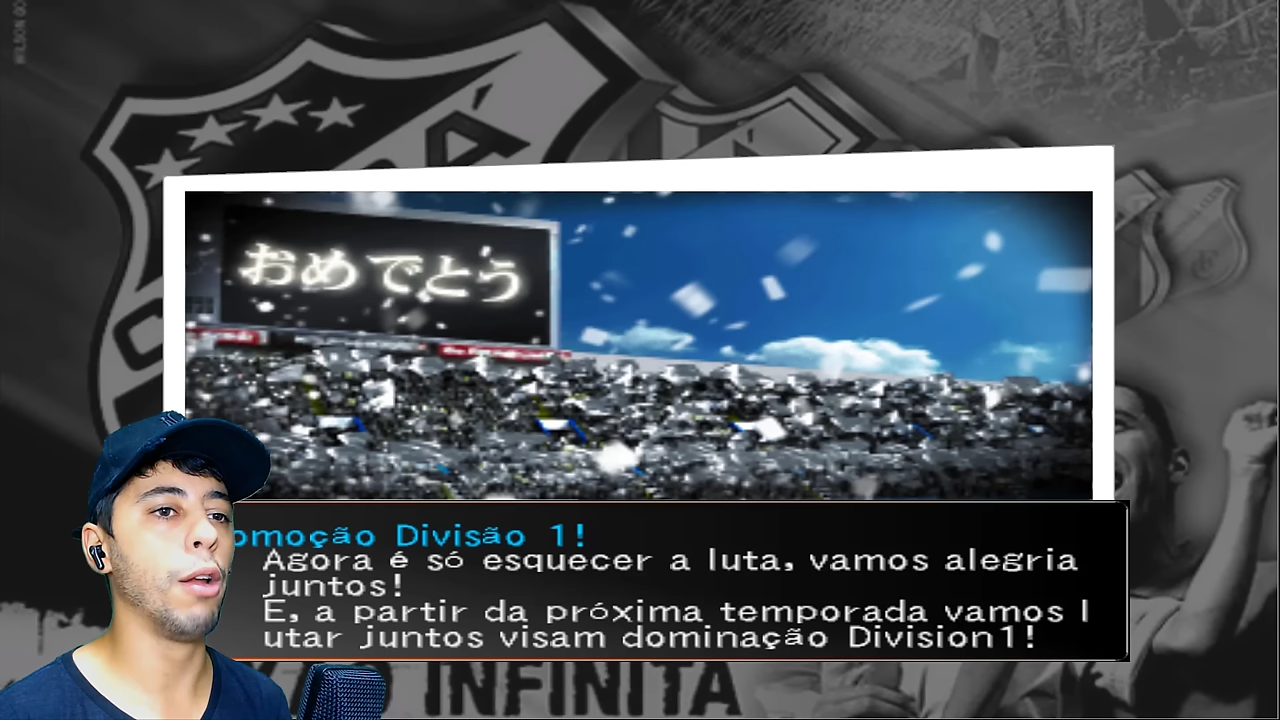 おめでとう
omoção Divisão 1!
Agora é só esquecer a luta, vamos alegria
juntos!
E, a partir da próxima temporada vamos l
utar juntos visam dominação Division1!
INFINITA